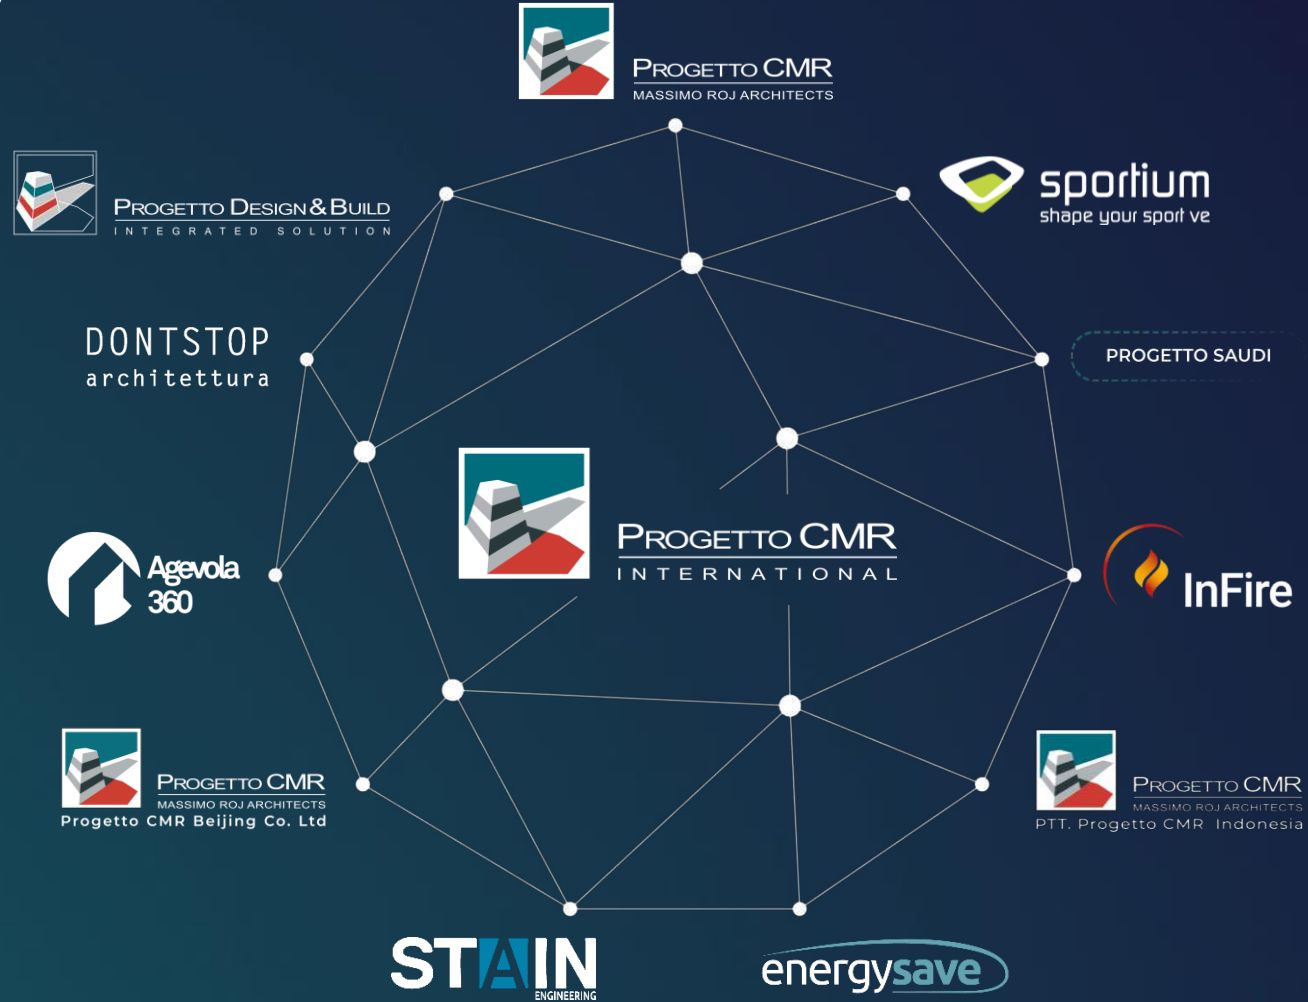 PROGETTO CMR
MASSIMO ROJ ARCHITECTS
PROGETTO DESIGN & BUILD
INTEGRATED SOLUTION
sportium
shape your sport ve
DONTSTOP
architettura
PROGETTO SAUDI
PROGETTO CMR
INTERNATIONAL
Agevola
360
InFire
PROGETTO CMR
MASSIMO ROJ ARCHITECTS
Progetto CMR Beijing Co. Ltd
PROGETTO CMR
MASSIMO ROJ ARCHITECTS
PTT. Progetto CMR Indonesia
STAIN
ENGINEERING
energysave